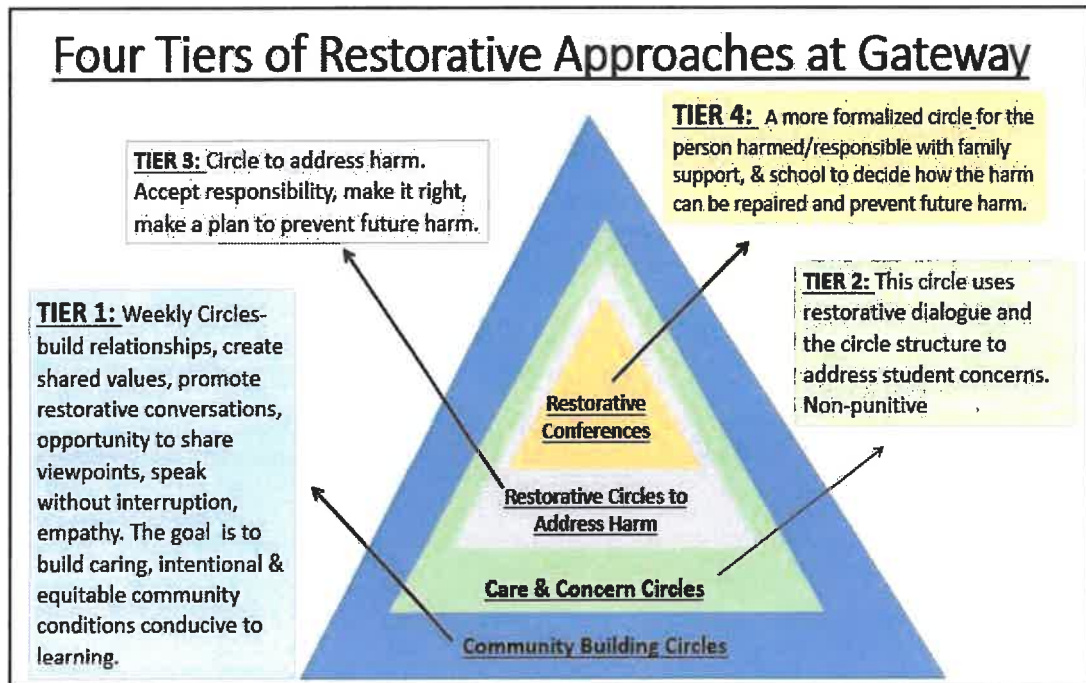 Four Tiers of Restorative Approaches at Gateway
TIER 4: A more formalized circle for the
person harmed/responsible with family
support, & school to decide how the harm
can be repaired and prevent future harm.
TIER 3: Circle to address harm.
Accept responsibility, make it right,
make a plan to prevent future harm.
TIER 2: This circle uses
restorative dialogue and
the circle structure to
address student concerns.
Non-punitive
TIER 1: Weekly Circles-
build relationships, create
shared values, promote
restorative conversations,
opportunity to share
viewpoints, speak
without interruption,
empathy. The goal is to
build caring, intentional &
equitable community
conditions conducive to
learning.
Restorative
Conferences
Restorative Circles to
Address Harm
Care & Concern Circles
Community Building Circles